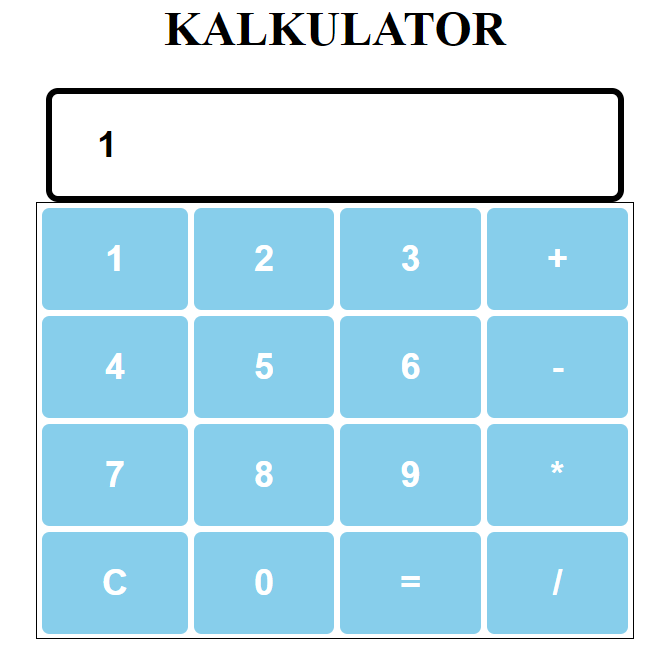 KALKULATOR
1
1 2 3 +
4 5 6 -
7 8 9 *
C 0 = /